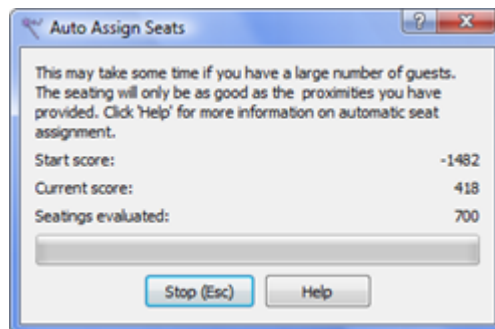 Auto Assign Seats
This may take some time if you have a large number of guests.
The seating will only be as good as the proximities you have
provided. Click 'Help' for more information on automatic seat
assignment.
Start score: -1482
Current score: 418
Seatings evaluated: 700
Stop (Esc) Help